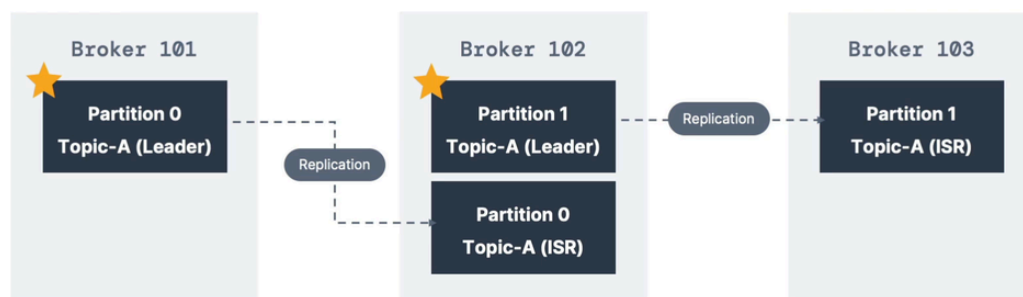 Broker 101
Partition 0
Topic-A (Leader)
Replication
Broker 102
Partition 1
Topic-A (Leader)
Partition 0
Topic-A (ISR)
Replication
Broker 103
Partition 1
Topic-A (ISR)